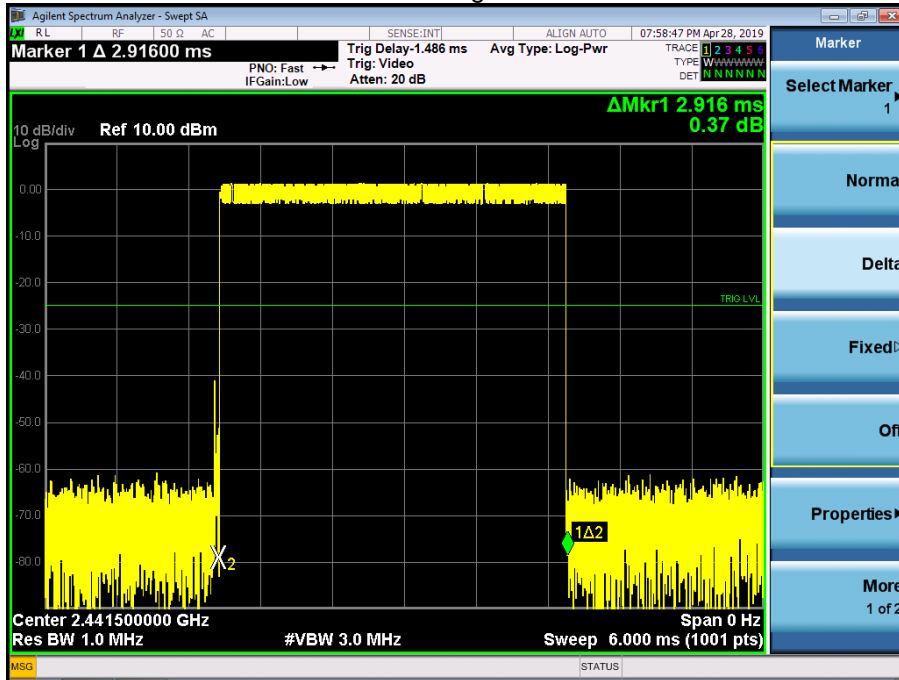 Agilent Spectrum Analyzer - Swept SA
LXI RL RF 50 Ω AC SENSE:INT ALIGN AUTO 07:58:47 PM Apr 28, 2019
Marker 1 Δ 2.91600 ms
PNO: Fast
IFGain:Low
Trig Delay-1.486 ms
Trig: Video
Atten: 20 dB
Avg Type: Log-Pwr
TRACE 1 2 3 4 5 6
TYPE WWWWWWW
DET N N N N N N
ΔMkr1 2.916 ms
0.37 dB
10 dB/div Ref 10.00 dBm
Log
0.00
-10.0
-20.0
TRIG LVL
-30.0
-40.0
-50.0
-60.0
-70.0
1Δ2
-80.0
2
Center 2.441500000 GHz Span 0 Hz
Res BW 1.0 MHz #VBW 3.0 MHz Sweep 6.000 ms (1001 pts)
MSG STATUS
Marker
Select Marker
1
Norma
Delta
Fixed
Off
Properties
More
1 of 2